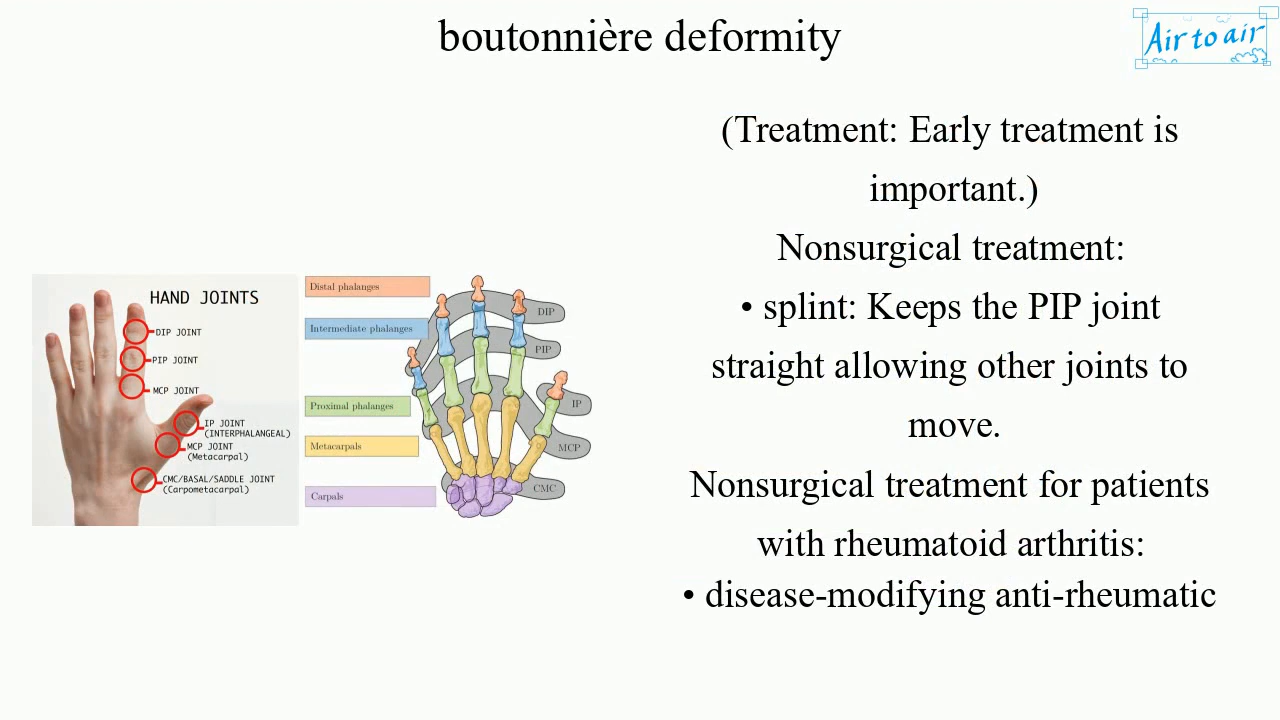 boutonnière deformity
Air to air
(Treatment: Early treatment is
important.)
Nonsurgical treatment:
• splint: Keeps the PIP joint
straight allowing other joints to
move.
Nonsurgical treatment for patients
with rheumatoid arthritis:
• disease-modifying anti-rheumatic
HAND JOINTS
DIP JOINT
PIP JOINT
MCP JOINT
IP JOINT
(INTERPHALANGEAL)
MCP JOINT
(Metacarpal)
CMC/BASAL/SADDLE JOINT
(Carpometacarpal)
Distal phalanges
Intermediate phalanges
Proximal phalanges
Metacarpals
Carpals
DIP
PIP
IP
MCP
CMC